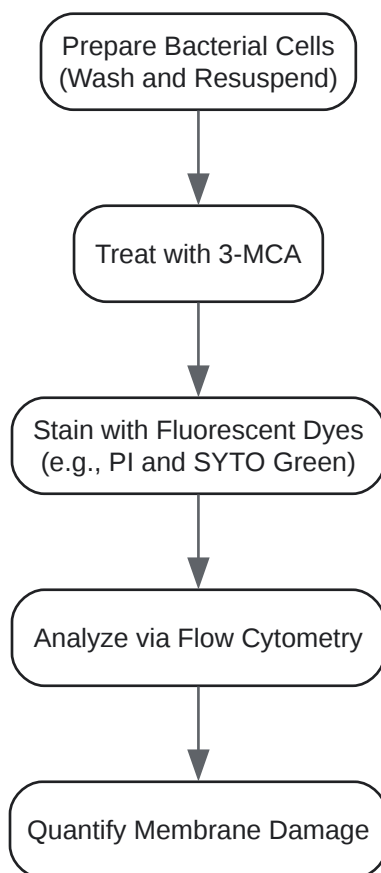 Prepare Bacterial Cells
(Wash and Resuspend)
Treat with 3-MCA
Stain with Fluorescent Dyes
(e.g., PI and SYTO Green)
Analyze via Flow Cytometry
Quantify Membrane Damage